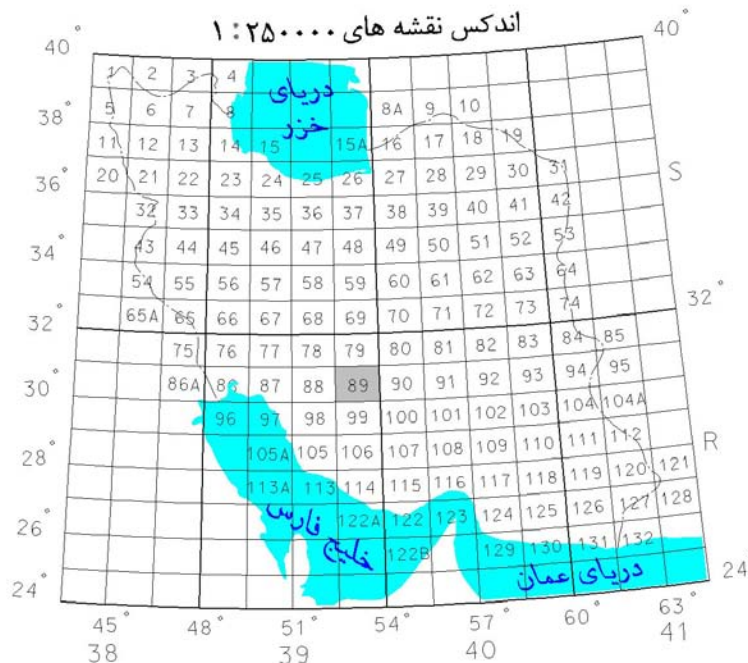 اندکس نقشه های ۱:۲۵۰۰۰۰
40° 40°
1 2 3 4
دریای
38° 5 6 7 8 8A 9 10
خزر
11 12 13 14 15 15A 16 17 18 19
36° 20 21 22 23 24 25 26 27 28 29 30 31 S
32 33 34 35 36 37 38 39 40 41 42
34° 43 44 45 46 47 48 49 50 51 52 53
54 55 56 57 58 59 60 61 62 63 64
32° 65A 65 66 67 68 69 70 71 72 73 74 32°
75 76 77 78 79 80 81 82 83 84 85
30° 86A 86 87 88 89 90 91 92 93 94 95
96 97 98 99 100 101 102 103 104 104A
28° 105A 105 106 107 108 109 110 111 112 R
113A 113 114 115 116 117 118 119 120 121
26° 122A 122 123 124 125 126 127 128
خلیج فارس
122B 129 130 131 132
24° دریای عمان 24
45° 48° 51° 54° 57° 60° 63°
38 39 40 41